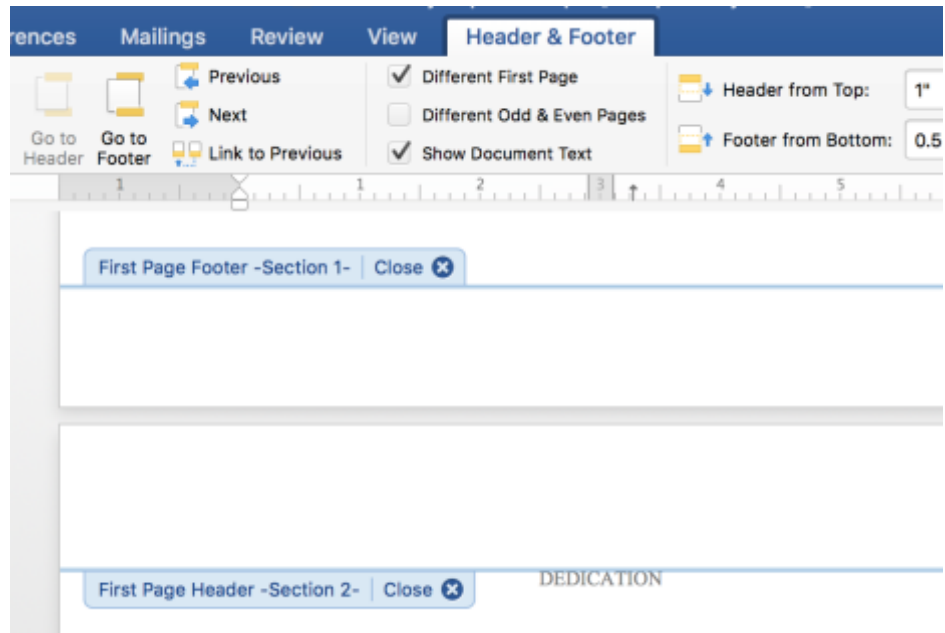 rences Mailings Review View Header & Footer
Previous Different First Page Header from Top: 1"
Next Different Odd & Even Pages
Go to Header Go to Footer Link to Previous Show Document Text Footer from Bottom: 0.5
1 1 2 3 4 5
First Page Footer -Section 1- Close
First Page Header -Section 2- Close DEDICATION